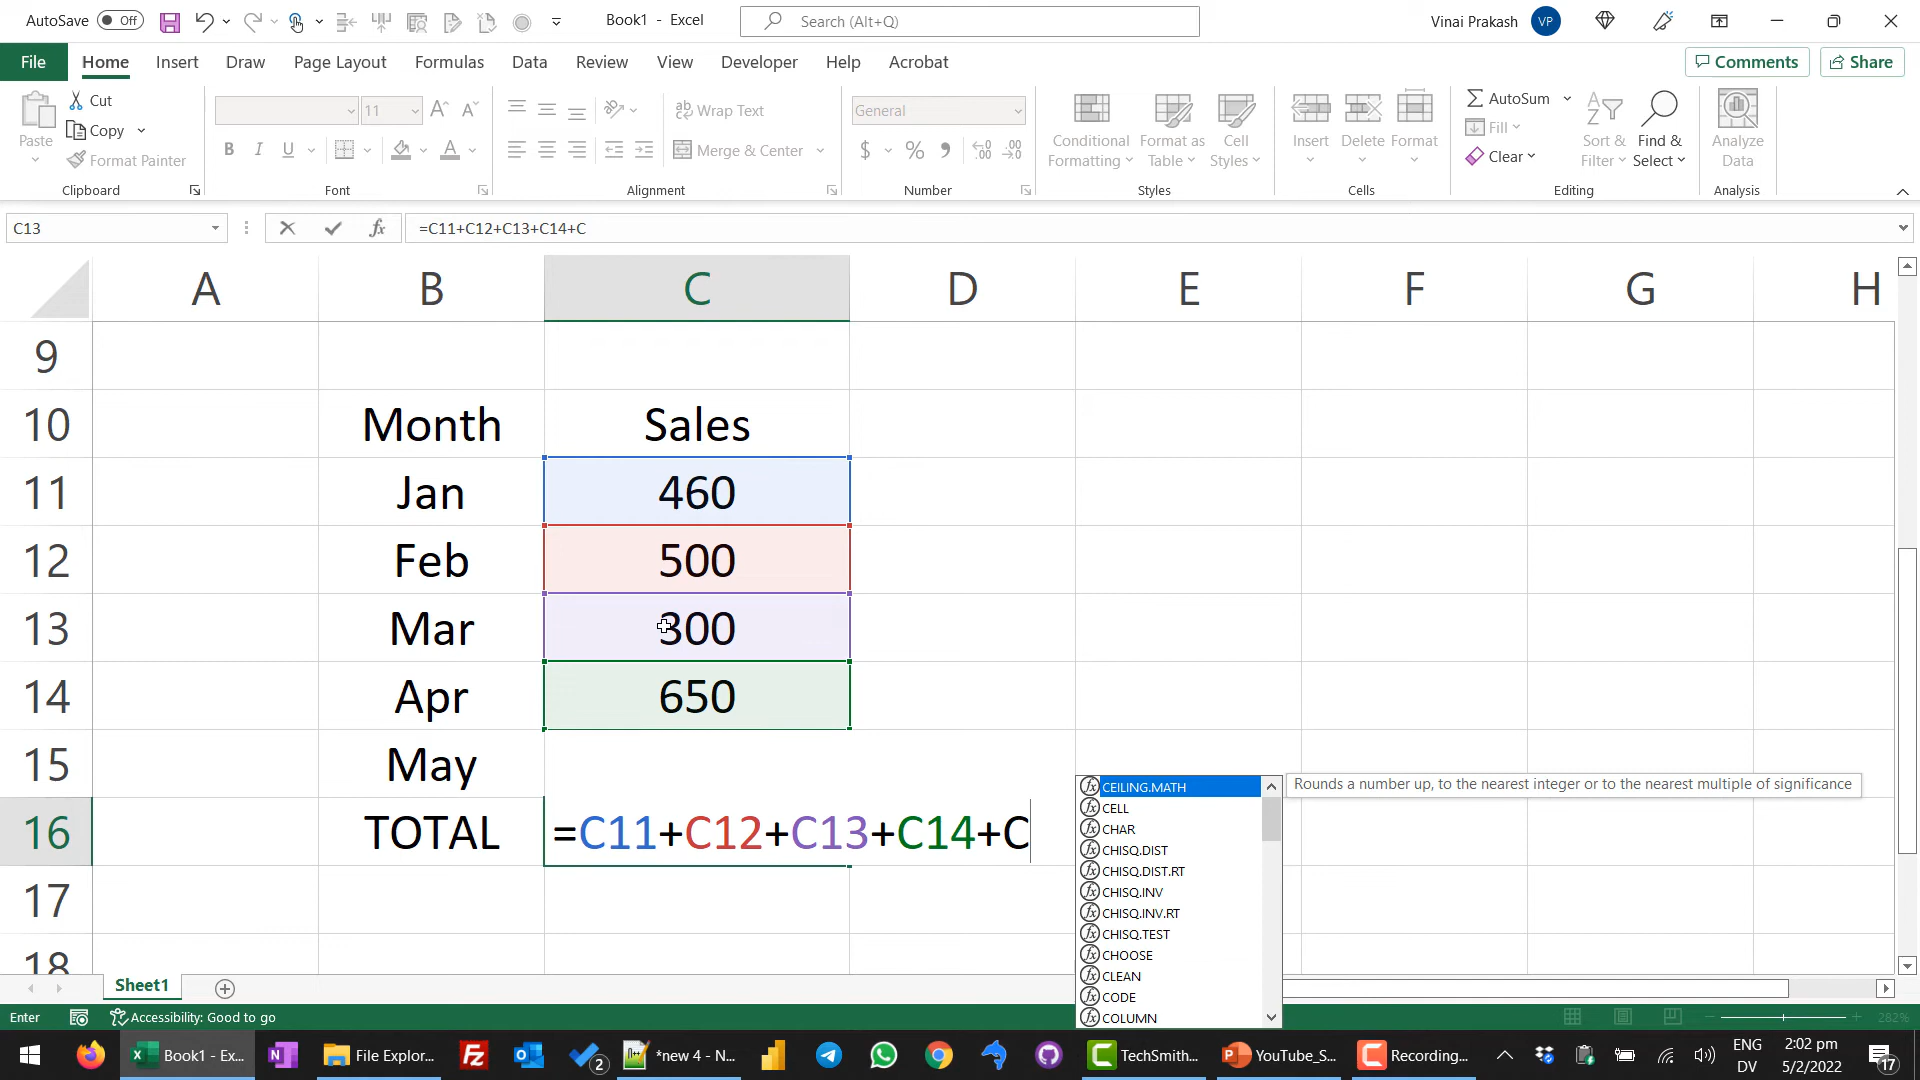 AutoSave Off Book1 - Excel Search (Alt+Q) Vinai Prakash VP
File Home Insert Draw Page Layout Formulas Data Review View Developer Help Acrobat Comments Share
Paste Cut Copy Format Painter Clipboard
11 A^ A˅ B I U A Font
ab Wrap Text Merge & Center Alignment
General $ % 9 Number
Conditional Formatting Format as Table Cell Styles Styles
Insert Delete Format Cells
AutoSum Fill Clear Sort & Filter Find & Select Editing
Analyze Data Analysis
C13 fx =C11+C12+C13+C14+C
A B C D E F G H
9
10 Month Sales
11 Jan 460
12 Feb 500
13 Mar 300
14 Apr 650
15 May
16 TOTAL =C11+C12+C13+C14+C
17
18
CEILING.MATH Rounds a number up, to the nearest integer or to the nearest multiple of significance
CELL
CHAR
CHISQ.DIST
CHISQ.DIST.RT
CHISQ.INV
CHISQ.INV.RT
CHISQ.TEST
CHOOSE
CLEAN
CODE
COLUMN
Sheet1
Enter Accessibility: Good to go 282%
Book1 - Ex... File Explor... 2 *new 4 - N... TechSmith... YouTube_S... Recording... ENG DV 2:02 pm 5/2/2022 17